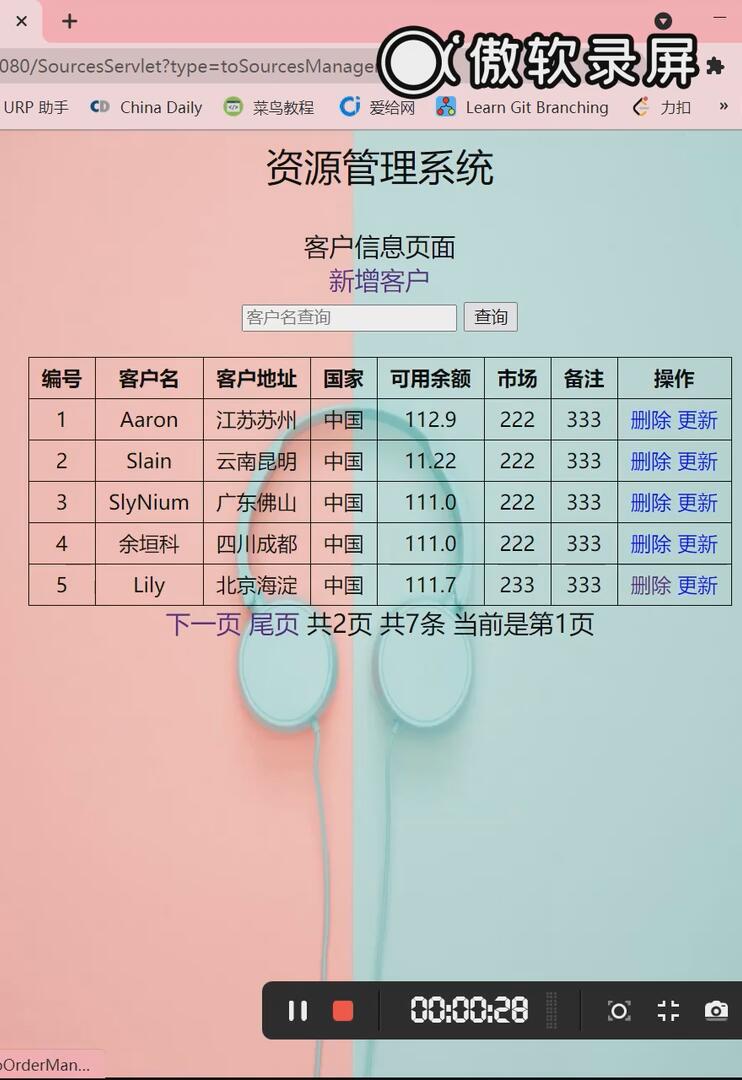 080/SourcesServlet?type=toSourcesManager
傲软录屏
URP 助手 CD China Daily 菜鸟教程 爱给网 Learn Git Branching 力扣 »
资源管理系统
客户信息页面
新增客户
客户名查询 查询
编号 客户名 客户地址 国家 可用余额 市场 备注 操作
1 Aaron 江苏苏州 中国 112.9 222 333 删除 更新
2 Slain 云南昆明 中国 11.22 222 333 删除 更新
3 SlyNium 广东佛山 中国 111.0 222 333 删除 更新
4 余垣科 四川成都 中国 111.0 222 333 删除 更新
5 Lily 北京海淀 中国 111.7 233 333 删除 更新
下一页 尾页 共2页 共7条 当前是第1页
00:00:28
oOrderMan...